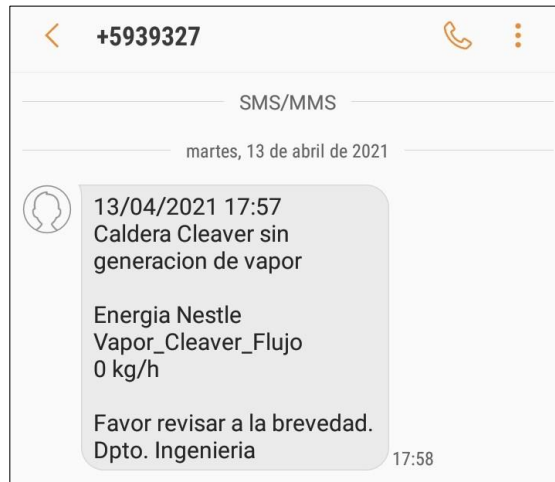 +5939327
SMS/MMS
martes, 13 de abril de 2021
13/04/2021 17:57
Caldera Cleaver sin
generacion de vapor
Energia Nestle
Vapor_Cleaver_Flujo
0 kg/h
Favor revisar a la brevedad.
Dpto. Ingenieria
17:58